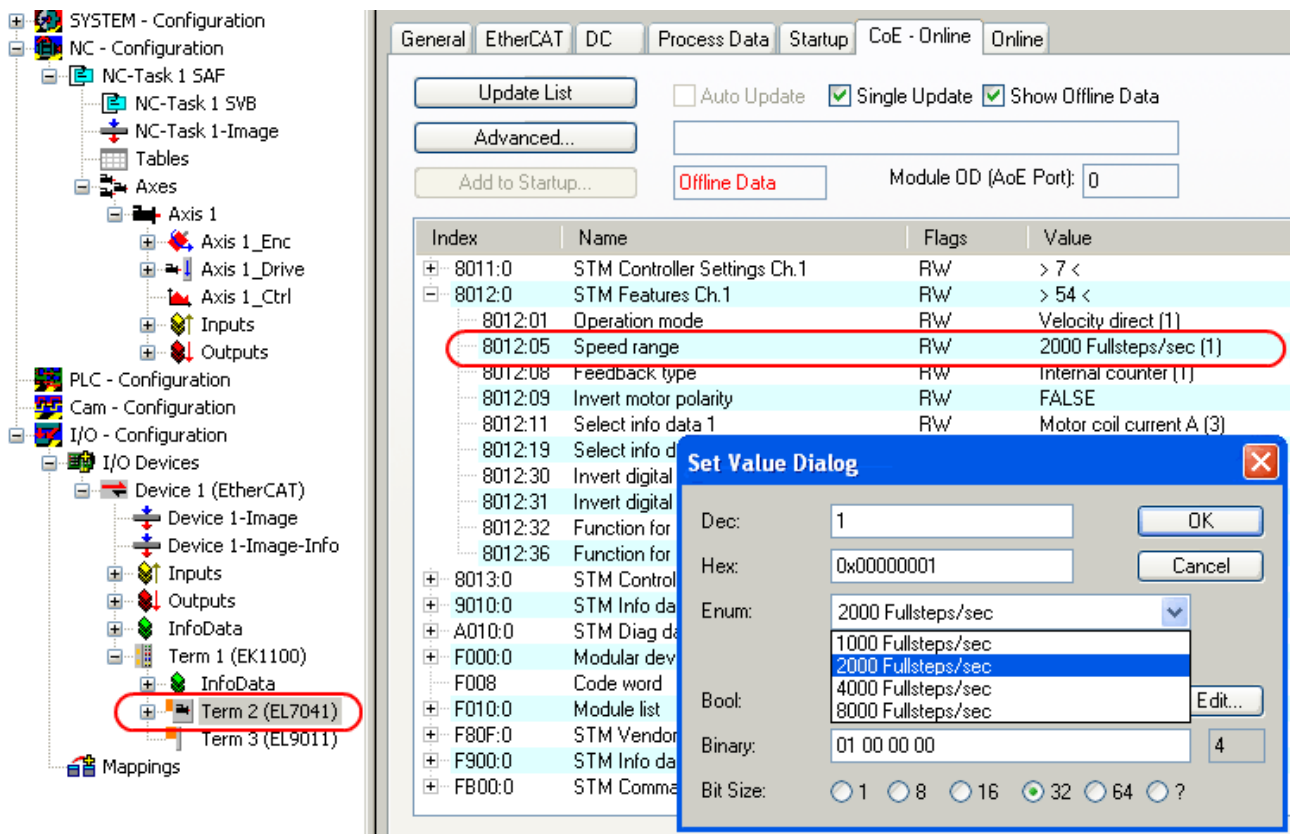 SYSTEM - Configuration
NC - Configuration
NC-Task 1 SAF
NC-Task 1 SVB
NC-Task 1-Image
Tables
Axes
Axis 1
Axis 1_Enc
Axis 1_Drive
Axis 1_Ctrl
Inputs
Outputs
PLC - Configuration
Cam - Configuration
I/O - Configuration
I/O Devices
Device 1 (EtherCAT)
Device 1-Image
Device 1-Image-Info
Inputs
Outputs
InfoData
Term 1 (EK1100)
InfoData
Term 2 (EL7041)
Term 3 (EL9011)
Mappings
General EtherCAT DC Process Data Startup CoE - Online Online
Update List Auto Update Single Update Show Offline Data
Advanced...
Add to Startup... Offline Data Module OD (AoE Port): 0
Index Name Flags Value
8011:0 STM Controller Settings Ch.1 RW > 7 <
8012:0 STM Features Ch.1 RW > 54 <
8012:01 Operation mode RW Velocity direct (1)
8012:05 Speed range RW 2000 Fullsteps/sec (1)
8012:08 Feedback type RW Internal counter (1)
8012:09 Invert motor polarity RW FALSE
8012:11 Select info data 1 RW Motor coil current A (3)
8012:19 Select info d
8012:30 Invert digital
8012:31 Invert digital
8012:32 Function for
8012:36 Function for
8013:0 STM Control
9010:0 STM Info da
A010:0 STM Diag da
F000:0 Modular dev
F008 Code word
F010:0 Module list
F80F:0 STM Vendor
F900:0 STM Info da
FB00:0 STM Comma
Set Value Dialog
Dec: 1 OK
Hex: 0x00000001 Cancel
Enum: 2000 Fullsteps/sec
1000 Fullsteps/sec
2000 Fullsteps/sec
4000 Fullsteps/sec
8000 Fullsteps/sec
Bool: Edit...
Binary: 01 00 00 00 4
Bit Size: 1 8 16 32 64 ?